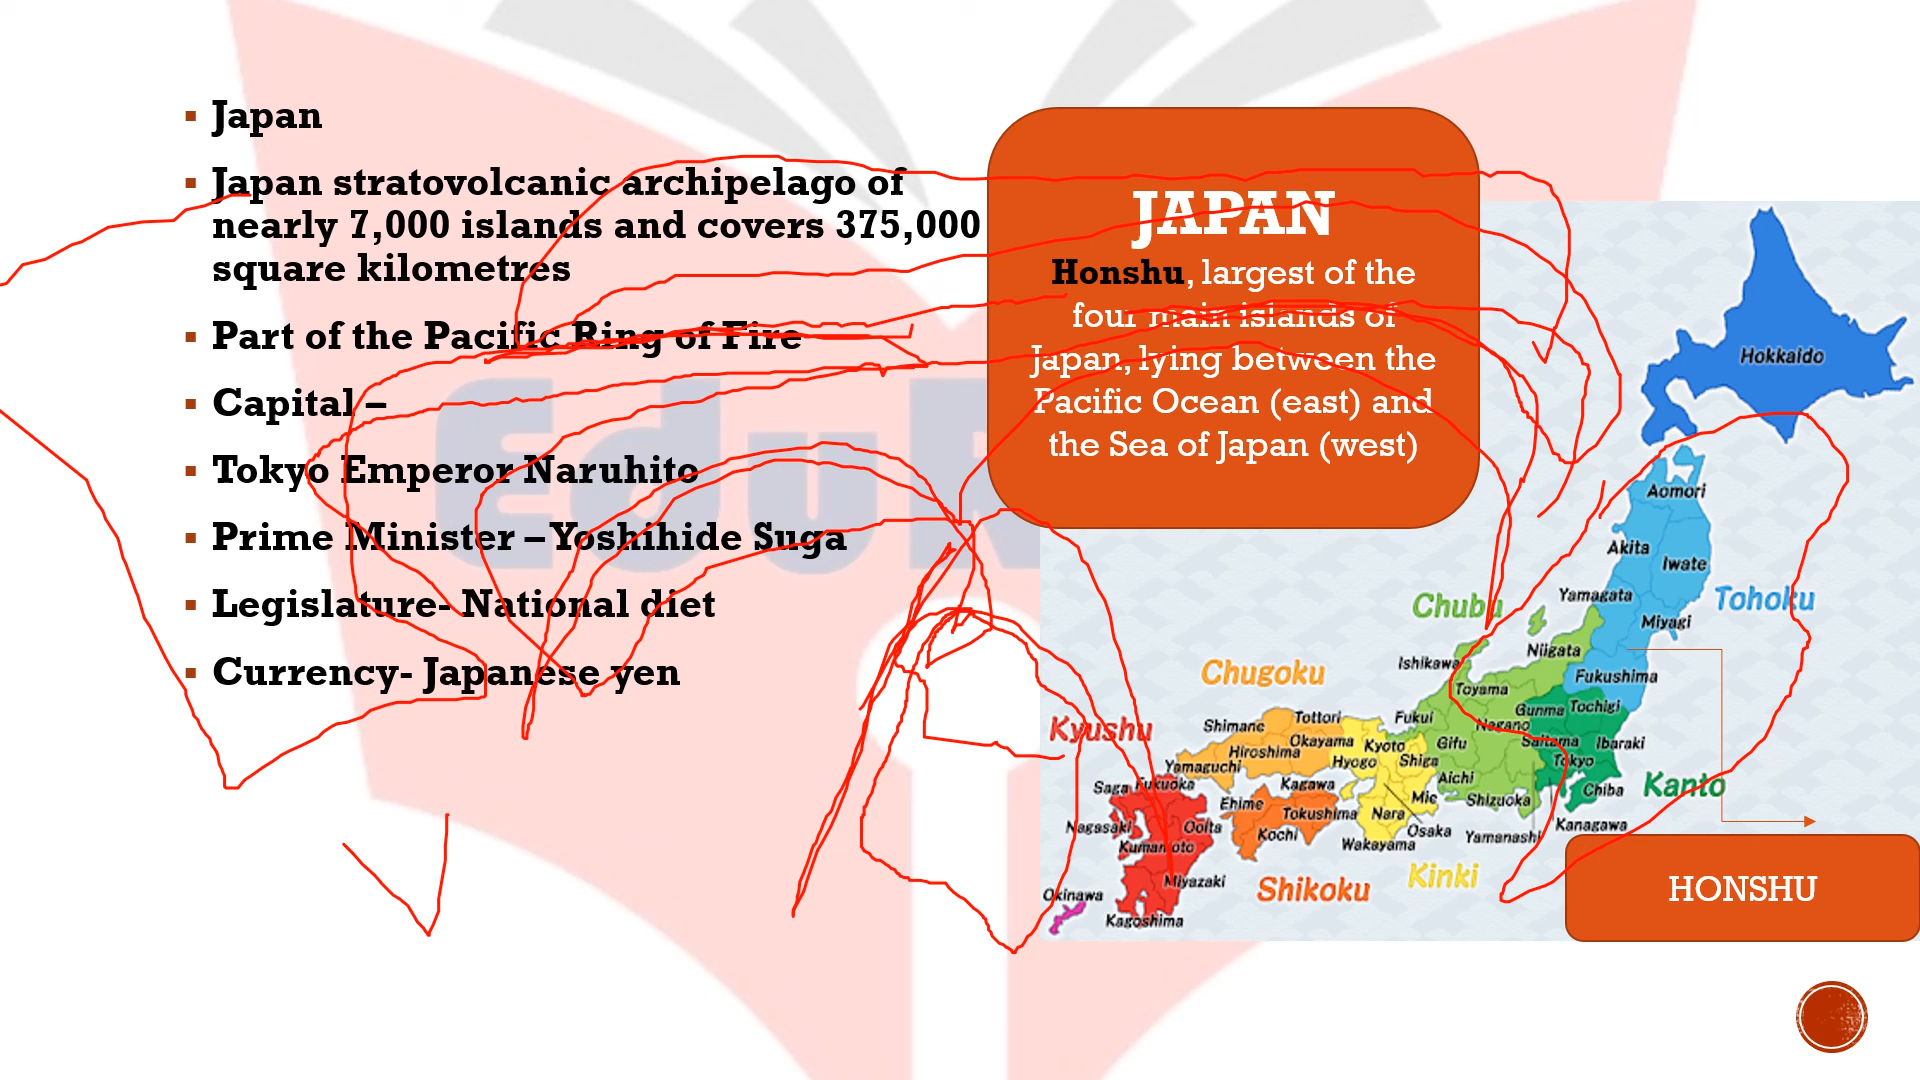 Japan
Japan stratovolcanic archipelago of
nearly 7,000 islands and covers 375,000
square kilometres
Part of the Pacific Ring of Fire
Capital –
Tokyo Emperor Naruhito
Prime Minister – Yoshihide Suga
Legislature- National diet
Currency- Japanese yen
JAPAN
Honshu, largest of the
four main islands of
Japan, lying between the
Pacific Ocean (east) and
the Sea of Japan (west)
Hokkaido
Aomori
Akita
Iwate
Yamagata
Tohoku
Miyagi
Chubu
Niigata
Ishikawa
Fukushima
Toyama
Chugoku
Gunma
Tochigi
Tottori
Fukui
Nagano
Shimane
Kyushu
Okayama
Kyoto
Gifu
Saitama
Ibaraki
Hiroshima
Hyogo
Shiga
Tokyo
Yamaguchi
Aichi
Kanto
Saga
Fukuoka
Kagawa
Chiba
Ehime
Mie
Shizuoka
Nagasaki
Ooita
Tokushima
Nara
Kochi
Osaka
Yamanashi
Kanagawa
Kumamoto
Wakayama
Kinki
Miyazaki
Shikoku
Okinawa
Kagoshima
HONSHU